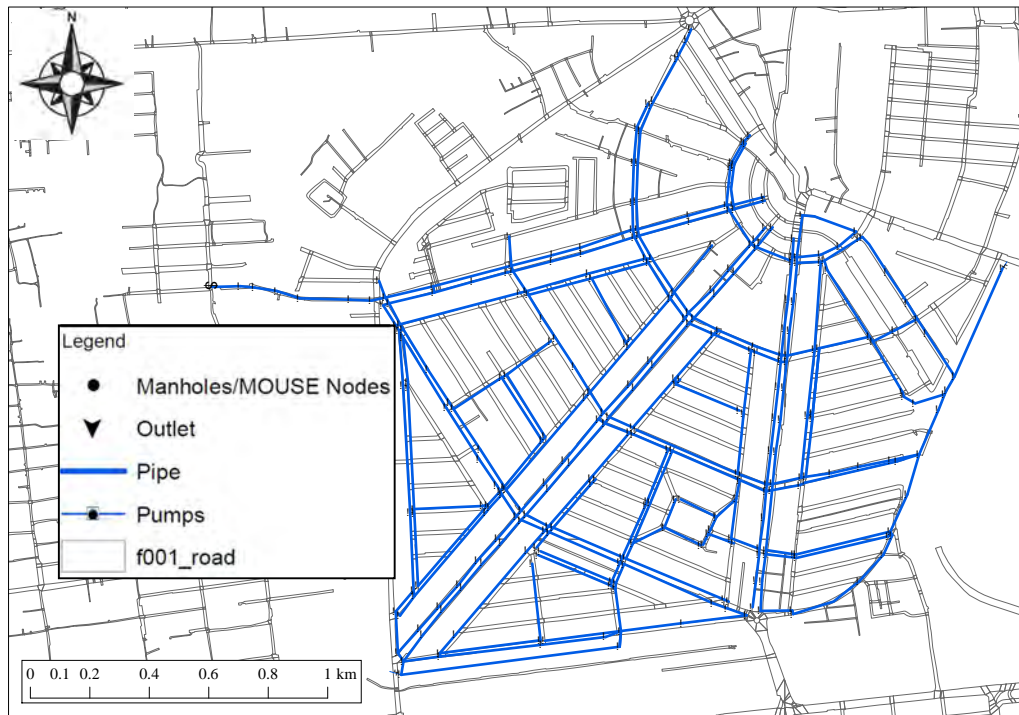 N
Legend
Manholes/MOUSE Nodes
Outlet
Pipe
Pumps
f001_road
0 0.1 0.2 0.4 0.6 0.8 1 km